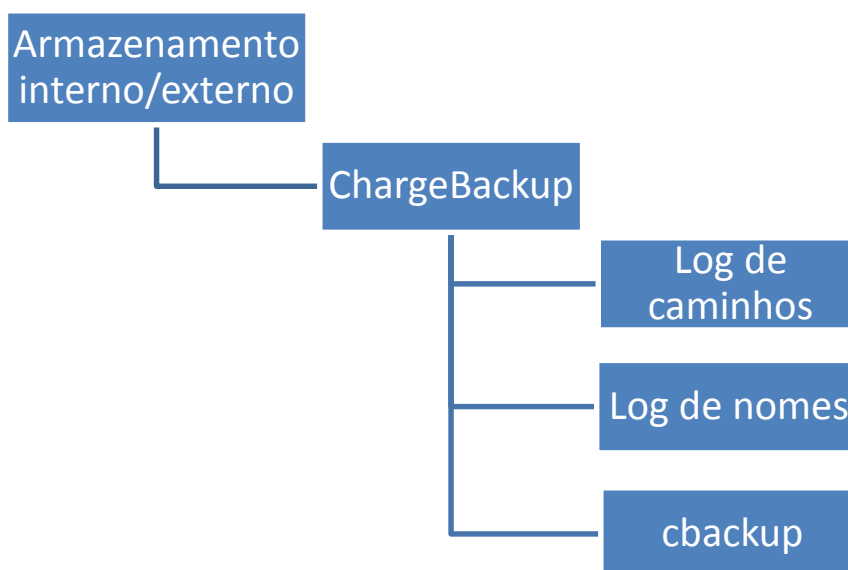 Armazenamento
interno/externo
ChargeBackup
Log de
caminhos
Log de nomes
cbackup